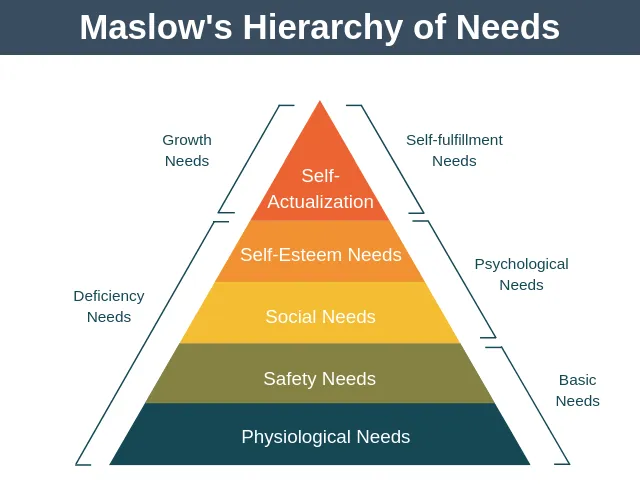 Maslow's Hierarchy of Needs
Growth
Needs
Self-fulfillment
Needs
Self-
Actualization
Self-Esteem Needs
Psychological
Needs
Deficiency
Needs
Social Needs
Safety Needs
Basic
Needs
Physiological Needs